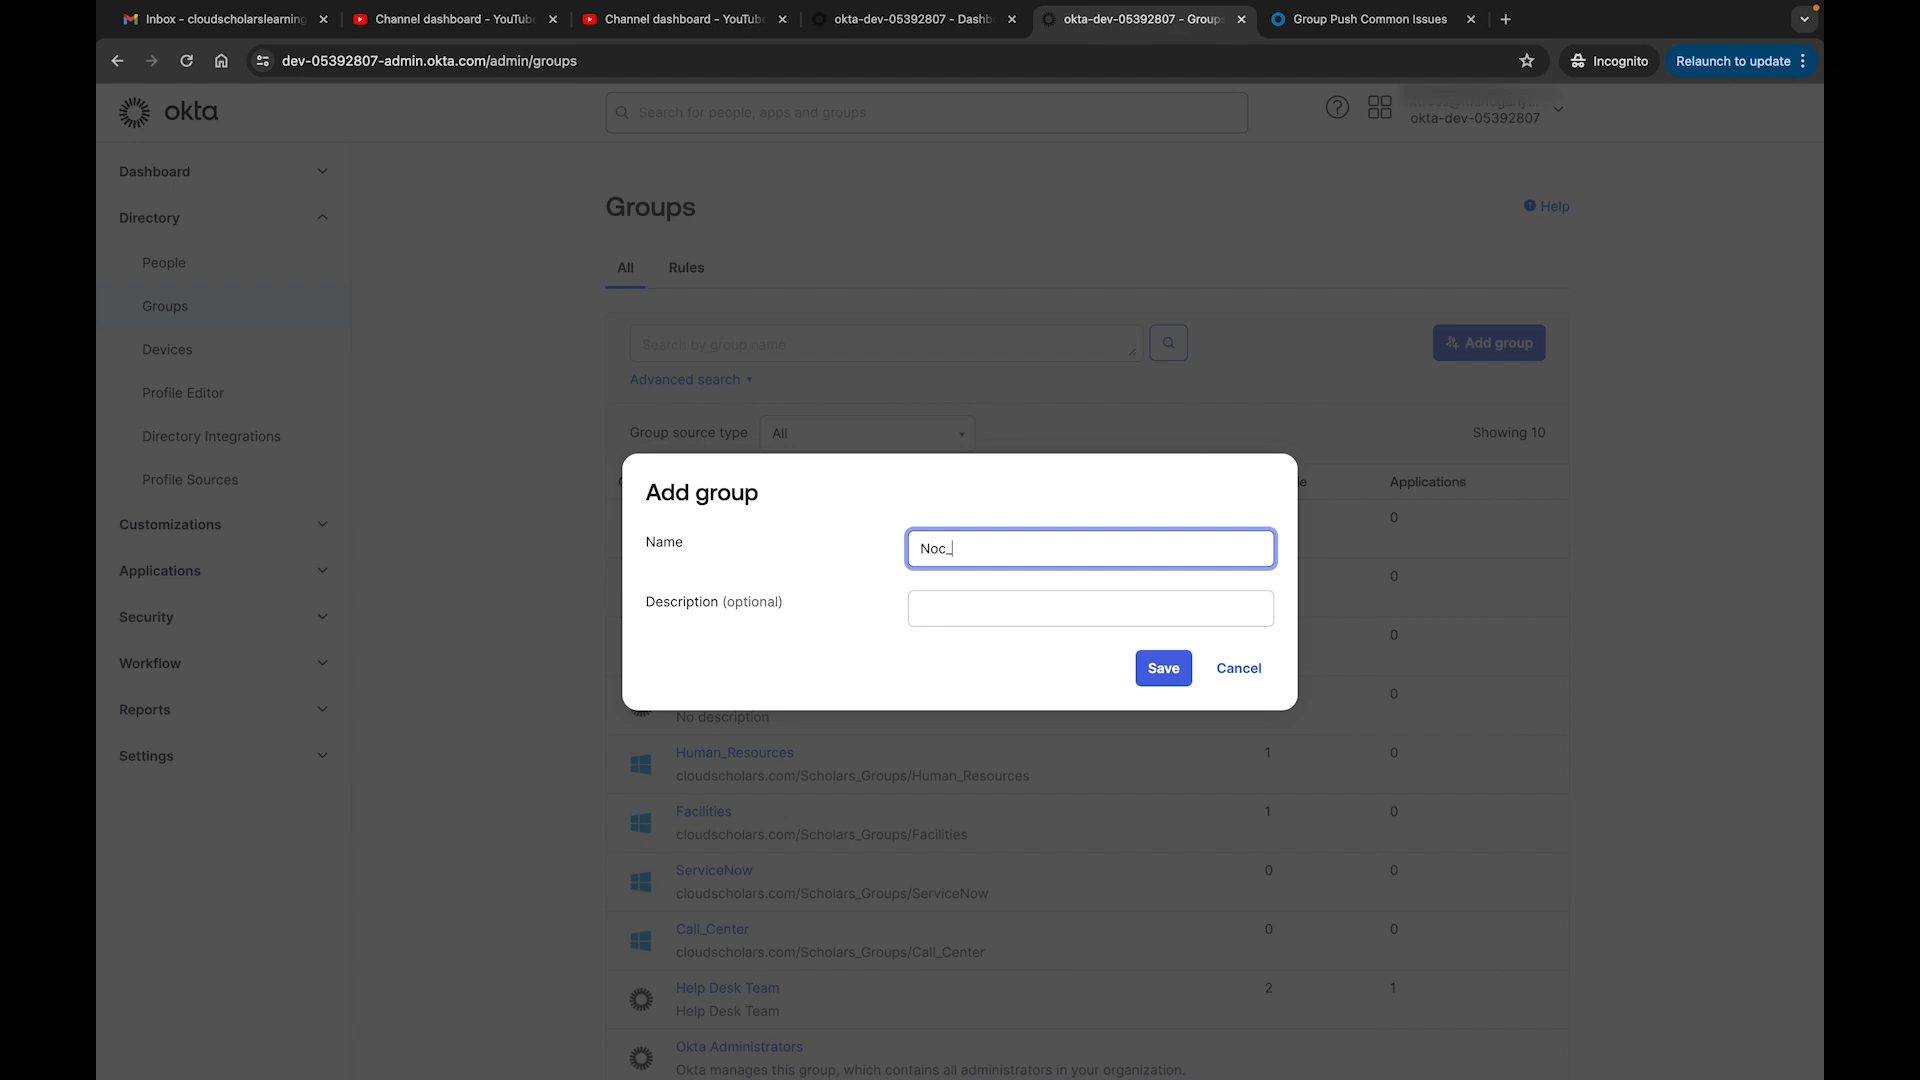 Inbox - cloudscholarslearning
Channel dashboard - YouTube
Channel dashboard - YouTube
okta-dev-05392807 - Dashb
okta-dev-05392807 - Groups
Group Push Common Issues
dev-05392807-admin.okta.com/admin/groups
Incognito
Relaunch to update
okta
Search for people, apps and groups
okta-dev-05392807
Dashboard
Directory
People
Groups
Devices
Profile Editor
Directory Integrations
Profile Sources
Customizations
Applications
Security
Workflow
Reports
Settings
Groups
Help
All
Rules
Search by group name
Add group
Advanced search
Group source type
All
Showing 10
Applications
0
0
0
0
Add group
Name
Noc_
Description (optional)
Save
Cancel
No description
Human_Resources
1
0
cloudscholars.com/Scholars_Groups/Human_Resources
Facilities
1
0
cloudscholars.com/Scholars_Groups/Facilities
ServiceNow
0
0
cloudscholars.com/Scholars_Groups/ServiceNow
Call_Center
0
0
cloudscholars.com/Scholars_Groups/Call_Center
Help Desk Team
2
1
Help Desk Team
Okta Administrators
Okta manages this group, which contains all administrators in your organization.